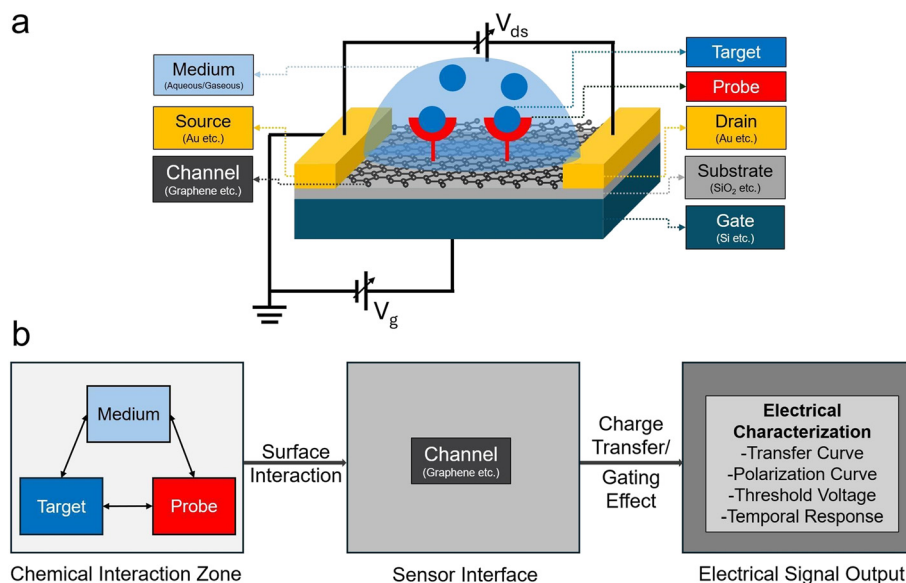 a
V_ds
Medium
(Aqueous/Gaseous)
Source
(Au etc.)
Channel
(Graphene etc.)
Target
Probe
Drain
(Au etc.)
Substrate
(SiO₂ etc.)
Gate
(Si etc.)
V_g
b
Medium
Target
Probe
Chemical Interaction Zone
Surface
Interaction
Channel
(Graphene etc.)
Sensor Interface
Charge
Transfer/
Gating
Effect
Electrical
Characterization
-Transfer Curve
-Polarization Curve
-Threshold Voltage
-Temporal Response
Electrical Signal Output